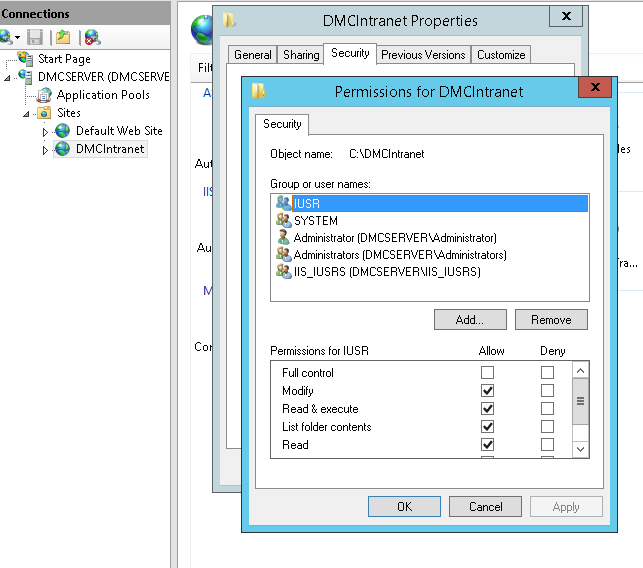 Connections
Start Page
DMCSERVER (DMCSERVE
Application Pools
Sites
Default Web Site
DMCIntranet
Filt
A
Aut
IIS
Au
M
Cor
les
Tra...
DMCIntranet Properties
X
General Sharing Security Previous Versions Customize
Permissions for DMCIntranet
X
Security
Object name: C:\DMCIntranet
Group or user names:
IUSR
SYSTEM
Administrator (DMCSERVER\Administrator)
Administrators (DMCSERVER\Administrators)
IIS_IUSRS (DMCSERVER\IIS_IUSRS)
Add... Remove
Permissions for IUSR Allow Deny
Full control
Modify
Read & execute
List folder contents
Read
OK Cancel Apply